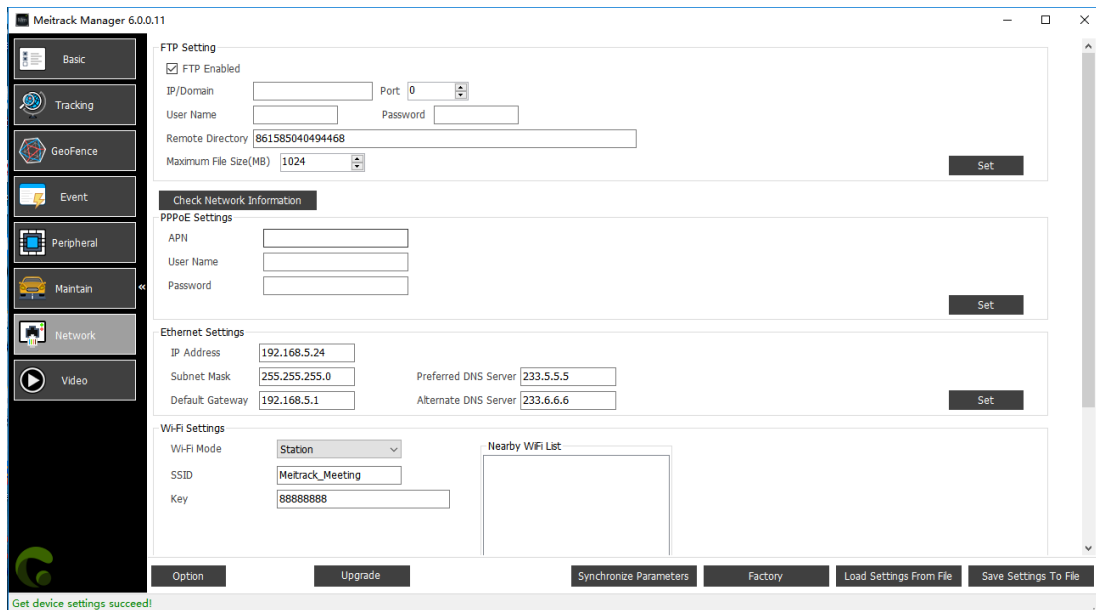 Meitrack Manager 6.0.0.11
Basic
Tracking
GeoFence
Event
Peripheral
Maintain
«
Network
Video
FTP Setting
FTP Enabled
IP/Domain Port 0
User Name Password
Remote Directory 861585040494468
Maximum File Size(MB) 1024
Set
Check Network Information
PPPoE Settings
APN
User Name
Password
Set
Ethernet Settings
IP Address 192.168.5.24
Subnet Mask 255.255.255.0 Preferred DNS Server 233.5.5.5
Default Gateway 192.168.5.1 Alternate DNS Server 233.6.6.6
Set
Wi-Fi Settings
Wi-Fi Mode Station
SSID Meitrack_Meeting
Key 88888888
Nearby WiFi List
Option Upgrade Synchronize Parameters Factory Load Settings From File Save Settings To File
Get device settings succeed!